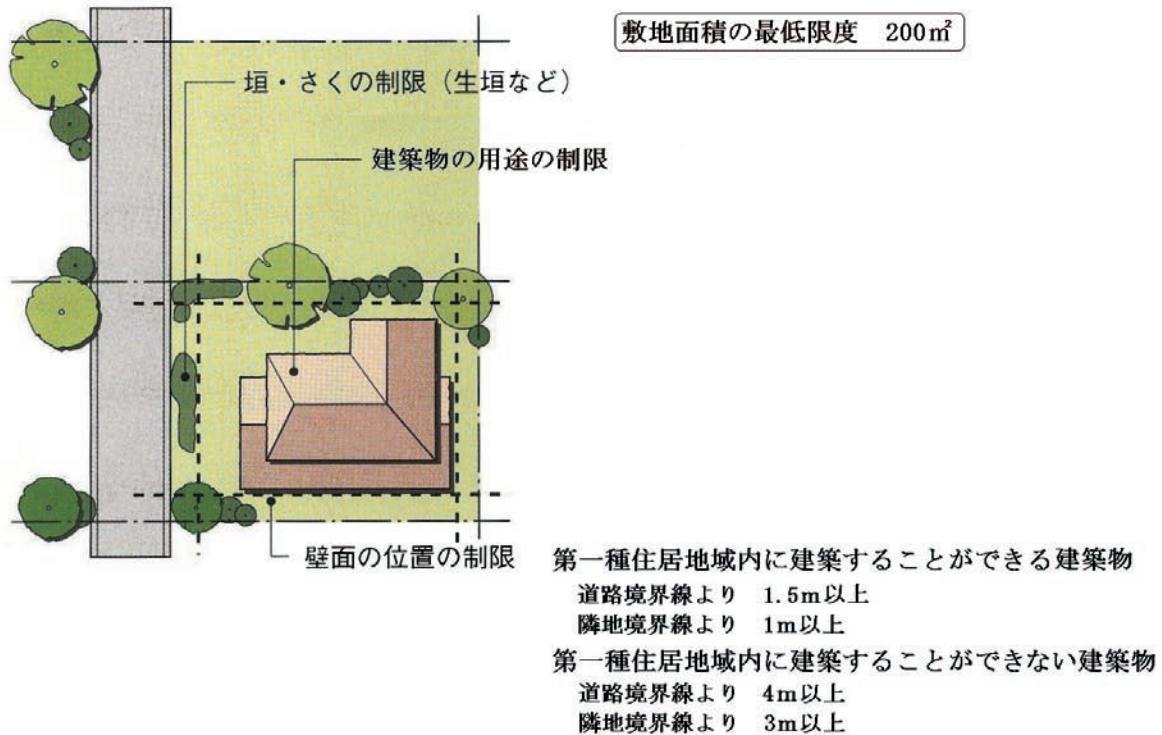 敷地面積の最低限度　200㎡
垣・さくの制限（生垣など）
建築物の用途の制限
壁面の位置の制限
第一種住居地域内に建築することができる建築物
道路境界線より　1.5m以上
隣地境界線より　1m以上
第一種住居地域内に建築することができない建築物
道路境界線より　4m以上
隣地境界線より　3m以上